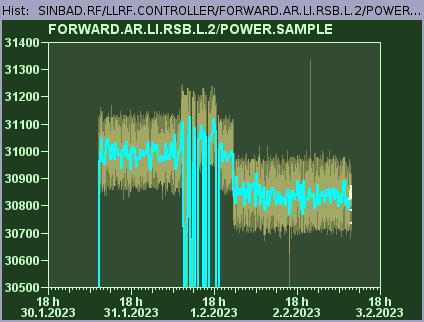 Hist: SINBAD.RF/LLRF.CONTROLLER/FORWARD.AR.LI.RSB.L.2/POWER...
FORWARD.AR.LI.RSB.L.2/POWER.SAMPLE
31400
31300
31200
31100
31000
30900
30800
30700
30600
30500
18 h 18 h 18 h 18 h 18 h
30.1.2023 31.1.2023 1.2.2023 2.2.2023 3.2.2023